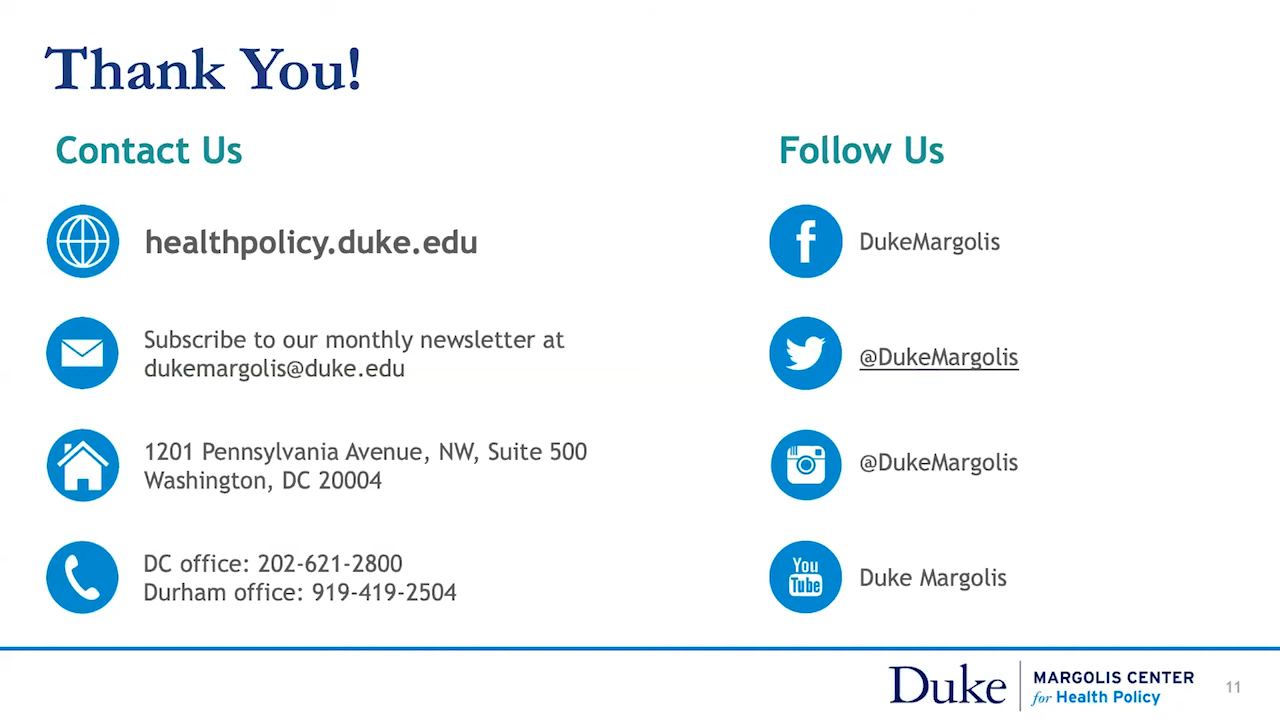 Thank You!
Contact Us
healthpolicy.duke.edu
Subscribe to our monthly newsletter at
dukemargolis@duke.edu
1201 Pennsylvania Avenue, NW, Suite 500
Washington, DC 20004
DC office: 202-621-2800
Durham office: 919-419-2504
Follow Us
f
DukeMargolis
@DukeMargolis
@DukeMargolis
You
Tube
Duke Margolis
Duke
MARGOLIS CENTER
for Health Policy
11